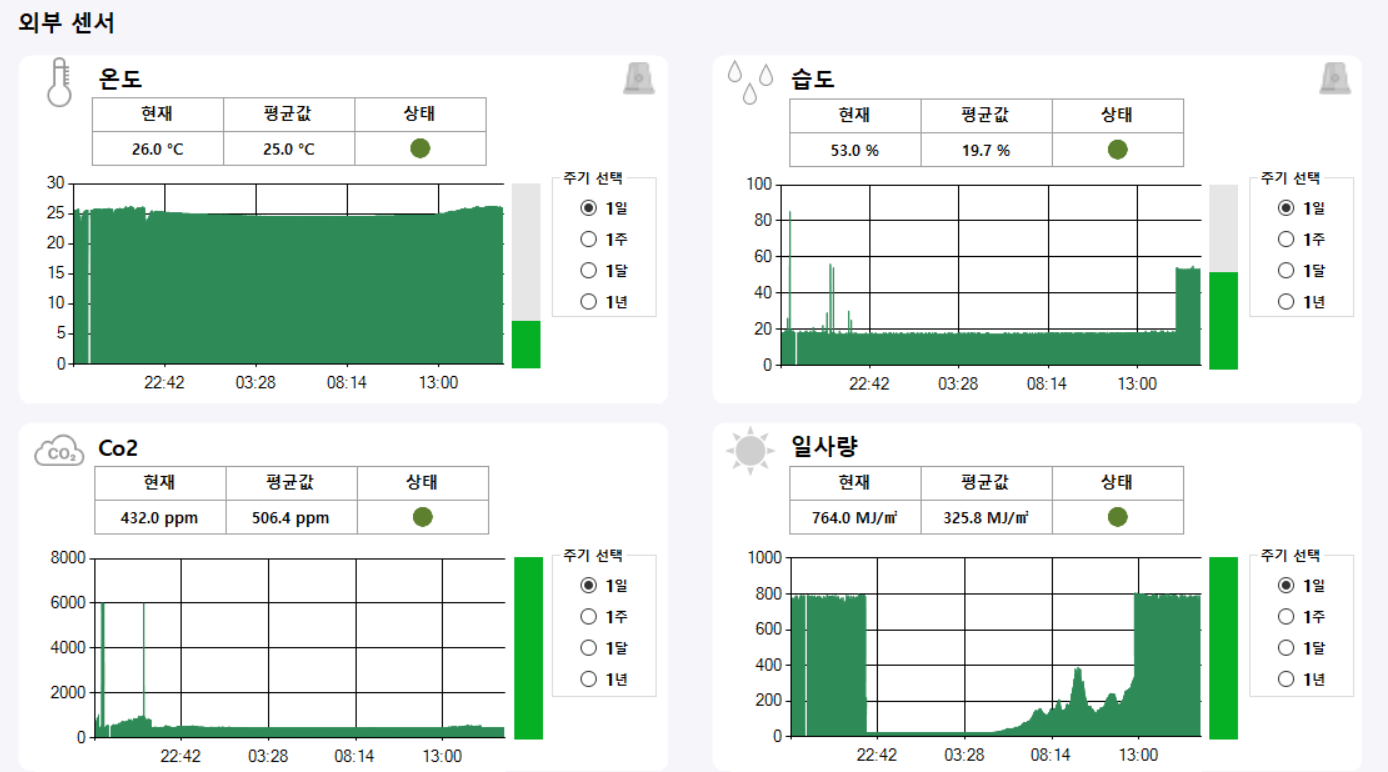 외부 센서
온도
현재 평균값 상태
26.0 °C 25.0 °C
주기 선택
1일
1주
1달
1년
30
25
20
15
10
5
0
22:42 03:28 08:14 13:00
습도
현재 평균값 상태
53.0 % 19.7 %
주기 선택
1일
1주
1달
1년
100
80
60
40
20
0
22:42 03:28 08:14 13:00
CO₂
Co2
현재 평균값 상태
432.0 ppm 506.4 ppm
주기 선택
1일
1주
1달
1년
8000
6000
4000
2000
0
22:42 03:28 08:14 13:00
일사량
현재 평균값 상태
764.0 MJ/㎡ 325.8 MJ/㎡
주기 선택
1일
1주
1달
1년
1000
800
600
400
200
0
22:42 03:28 08:14 13:00